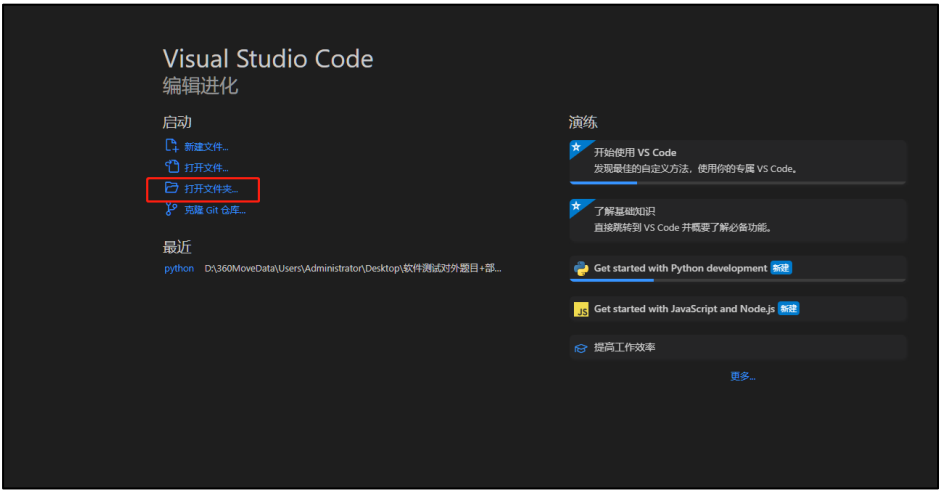 Visual Studio Code
编辑进化
启动
新建文件...
打开文件...
打开文件夹...
克隆 Git 仓库...
最近
python D:\360MoveData\Users\Administrator\Desktop\软件测试对外题目+部...
演练
开始使用 VS Code
发现最佳的自定义方法，使用你的专属 VS Code。
了解基础知识
直接跳转到 VS Code 并概要了解必备功能。
Get started with Python development 新建
JS Get started with JavaScript and Node.js 新建
提高工作效率
更多...